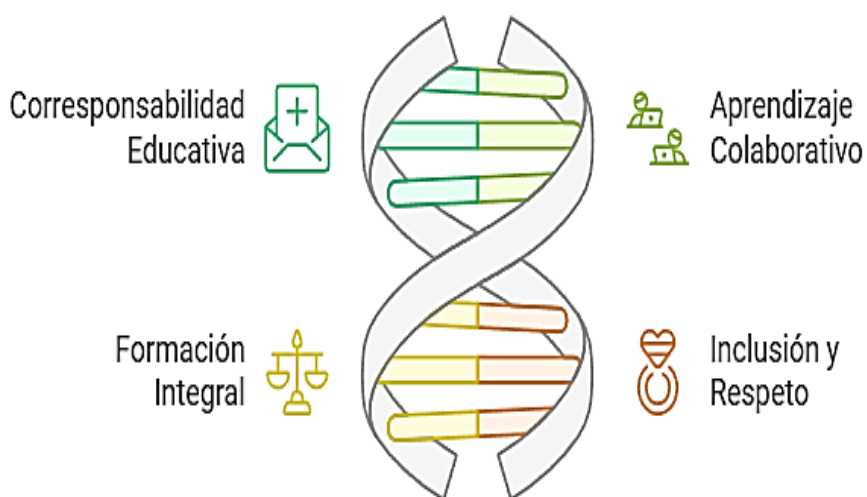 Corresponsabilidad
Educativa
Aprendizaje
Colaborativo
Formación
Integral
Inclusión y
Respeto